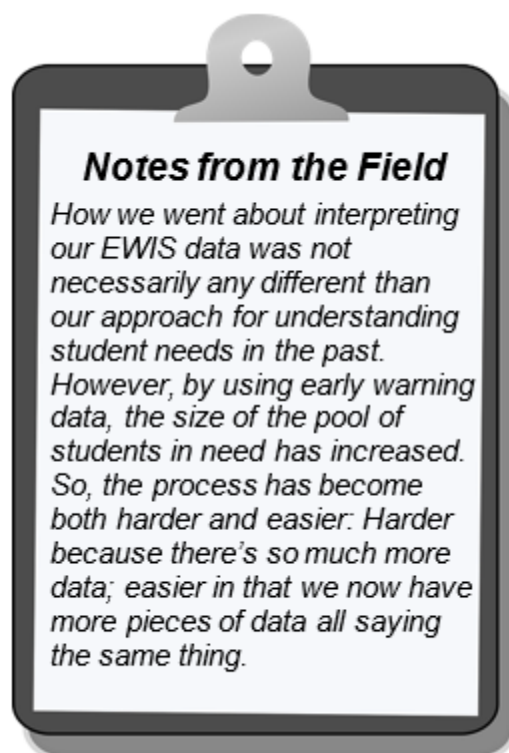 Notes from the Field
How we went about interpreting
our EWIS data was not
necessarily any different than
our approach for understanding
student needs in the past.
However, by using early warning
data, the size of the pool of
students in need has increased.
So, the process has become
both harder and easier: Harder
because there's so much more
data; easier in that we now have
more pieces of data all saying
the same thing.